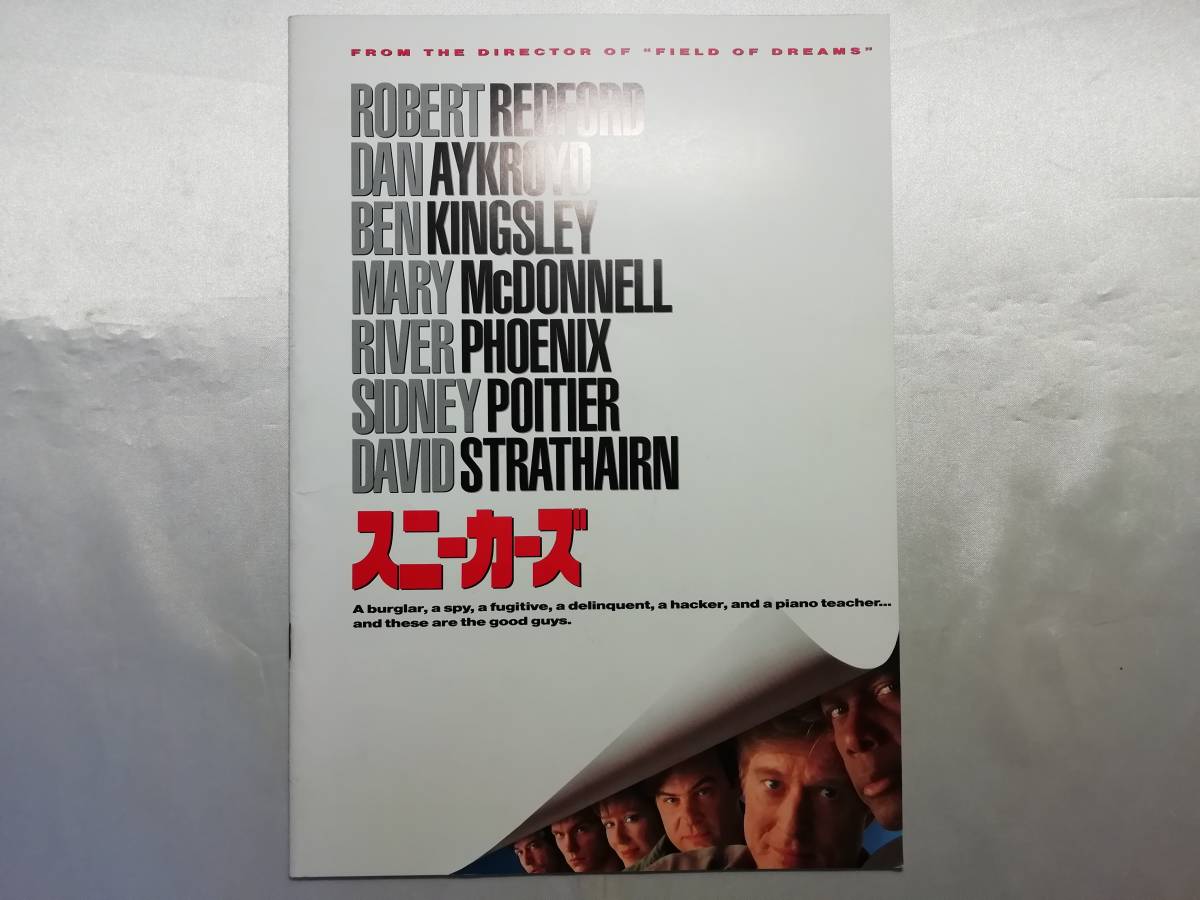 FROM THE DIRECTOR OF "FIELD OF DREAMS"
ROBERT REDFORD
DAN AYKROYD
BEN KINGSLEY
MARY McDONNELL
RIVER PHOENIX
SIDNEY POITIER
DAVID STRATHAIRN
スニーカーズ
A burglar, a spy, a fugitive, a delinquent, a hacker, and a piano teacher...
and these are the good guys.